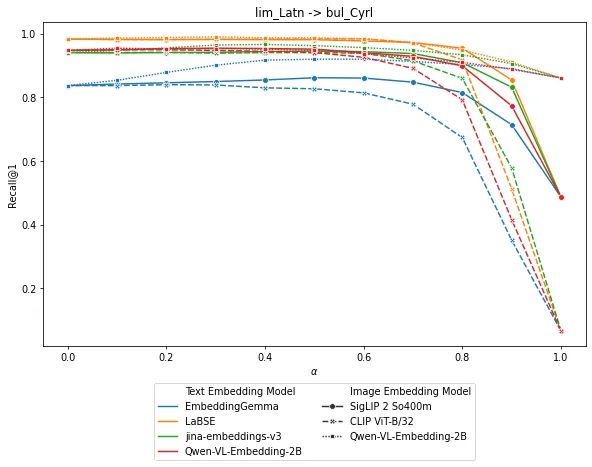 lim_Latn -> bul_Cyrl
Recall@1
1.0
0.8
0.6
0.4
0.2
0.0 0.2 0.4 0.6 0.8 1.0
α
Text Embedding Model
EmbeddingGemma
LaBSE
jina-embeddings-v3
Qwen-VL-Embedding-2B
Image Embedding Model
SigLIP 2 So400m
CLIP ViT-B/32
Qwen-VL-Embedding-2B